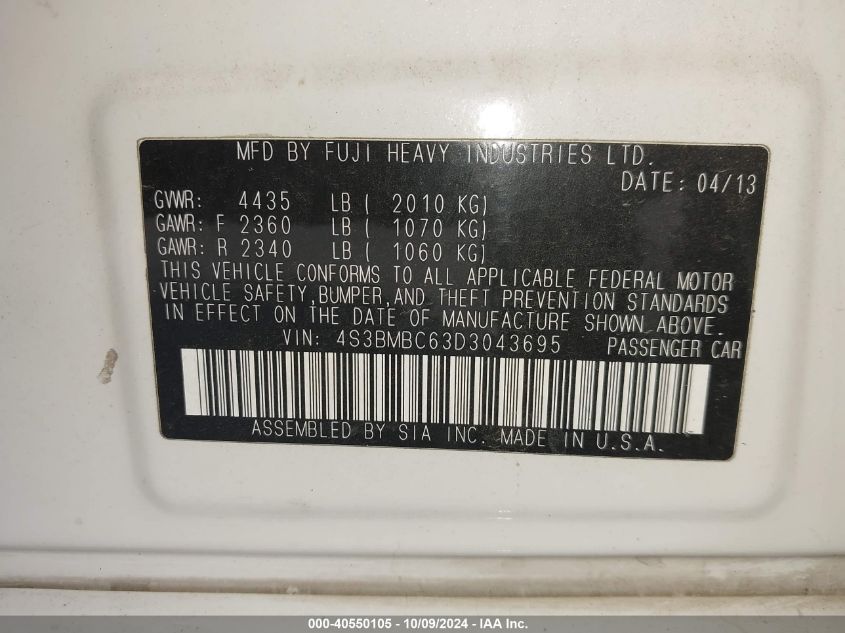 MFD BY FUJI HEAVY INDUSTRIES LTD.
DATE: 04/13
GVWR: 4435 LB ( 2010 KG)
GAWR: F 2360 LB ( 1070 KG)
GAWR: R 2340 LB ( 1060 KG)
THIS VEHICLE CONFORMS TO ALL APPLICABLE FEDERAL MOTOR
VEHICLE SAFETY,BUMPER,AND THEFT PREVENTION STANDARDS
IN EFFECT ON THE DATE OF MANUFACTURE SHOWN ABOVE.
VIN: 4S3BMBC63D3043695 PASSENGER CAR
ASSEMBLED BY SIA INC. MADE IN U.S.A.
000-40550105 - 10/09/2024 - IAA Inc.